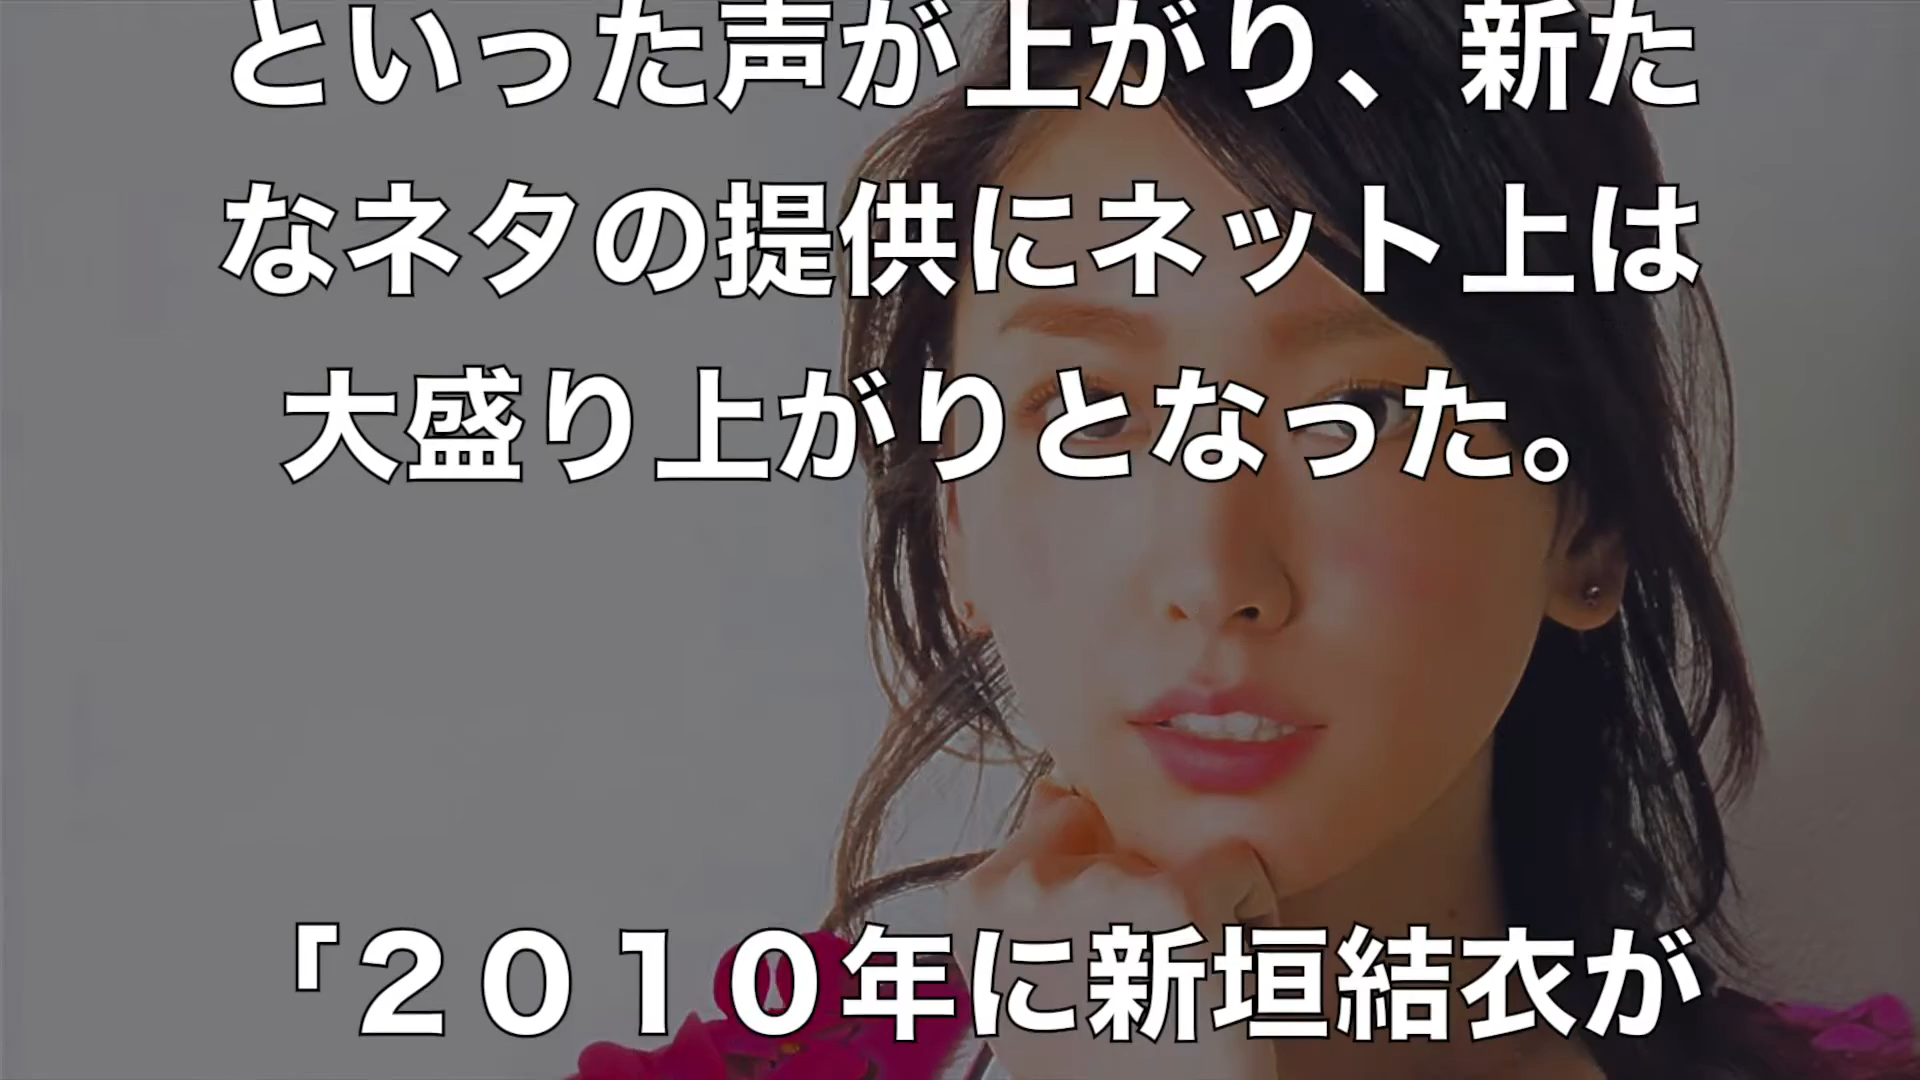 といった声が上がり、新た
なネタの提供にネット上は
大盛り上がりとなった。
「２０１０年に新垣結衣が